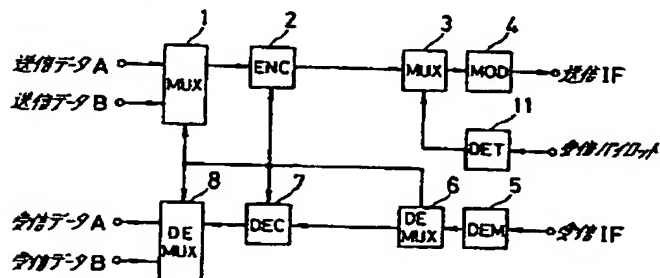 1 2 3 4
送信データA MUX ENC MUX MOD 送信IF
送信データB
11
DET 受信パイロット
8 7 6 5
受信データA DE MUX DEC DE MUX DEM 受信IF
受信データB